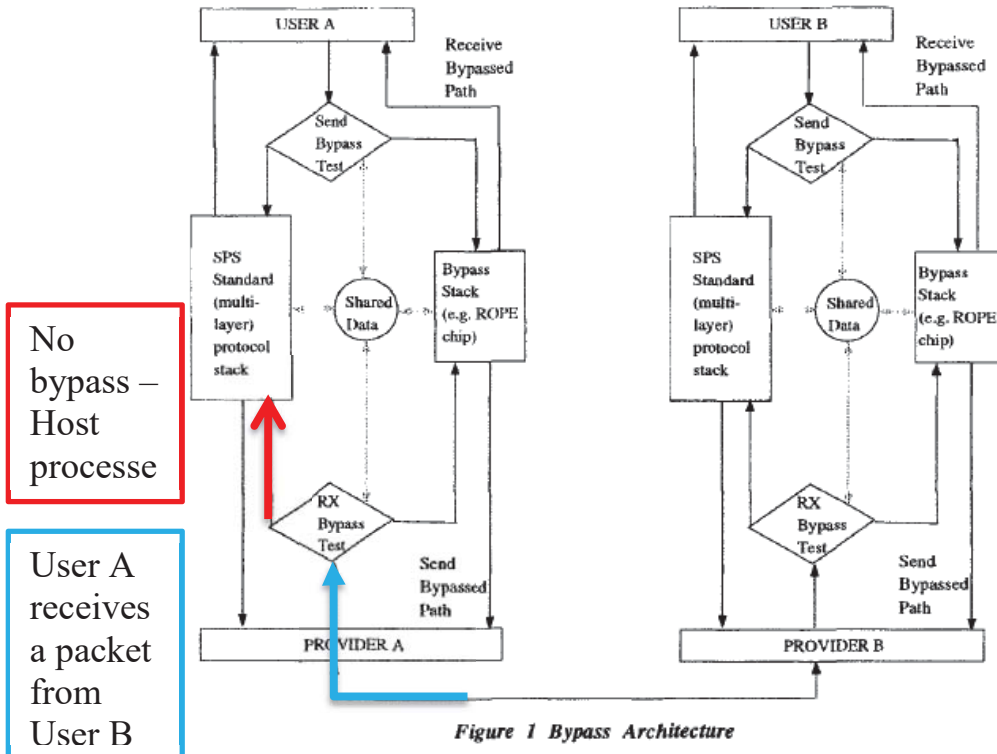 USER A
Receive
Bypassed
Path
Send
Bypass
Test
SPS
Standard
(multi-
layer)
protocol
stack
Shared
Data
Bypass
Stack
(e.g. ROPE
chip)
RX
Bypass
Test
Send
Bypassed
Path
PROVIDER A
USER B
Receive
Bypassed
Path
Send
Bypass
Test
SPS
Standard
(multi-
layer)
protocol
stack
Shared
Data
Bypass
Stack
(e.g. ROPE
chip)
RX
Bypass
Test
Send
Bypassed
Path
PROVIDER B
No
bypass –
Host
processe
User A
receives
a packet
from
User B
Figure 1 Bypass Architecture